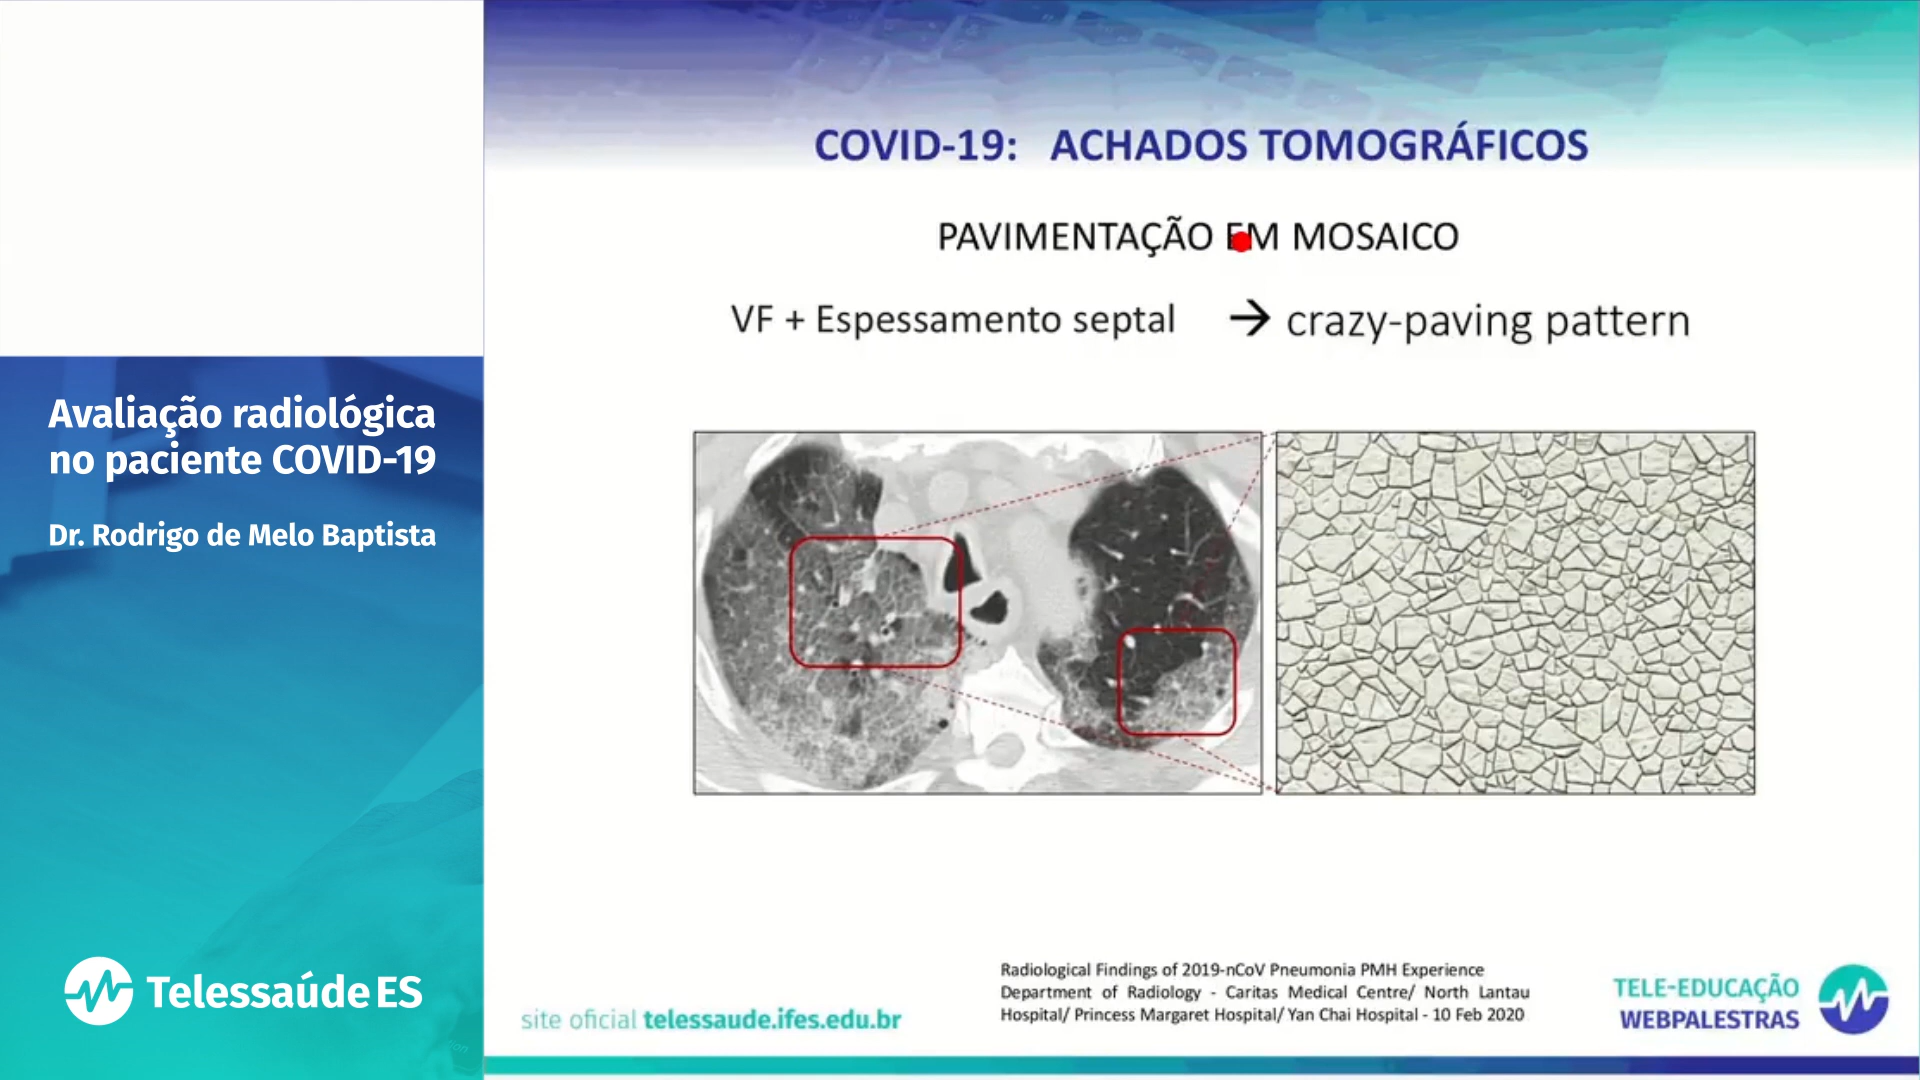 Avaliação radiológica
no paciente COVID-19
Dr. Rodrigo de Melo Baptista
Telessaúde ES
COVID-19: ACHADOS TOMOGRÁFICOS
PAVIMENTAÇÃO EM MOSAICO
VF + Espessamento septal → crazy-paving pattern
Radiological Findings of 2019-nCoV Pneumonia PMH Experience
Department of Radiology - Caritas Medical Centre/ North Lantau
Hospital/ Princess Margaret Hospital/ Yan Chai Hospital - 10 Feb 2020
site oficial telessaude.ifes.edu.br
TELE-EDUCAÇÃO
WEBPALESTRAS